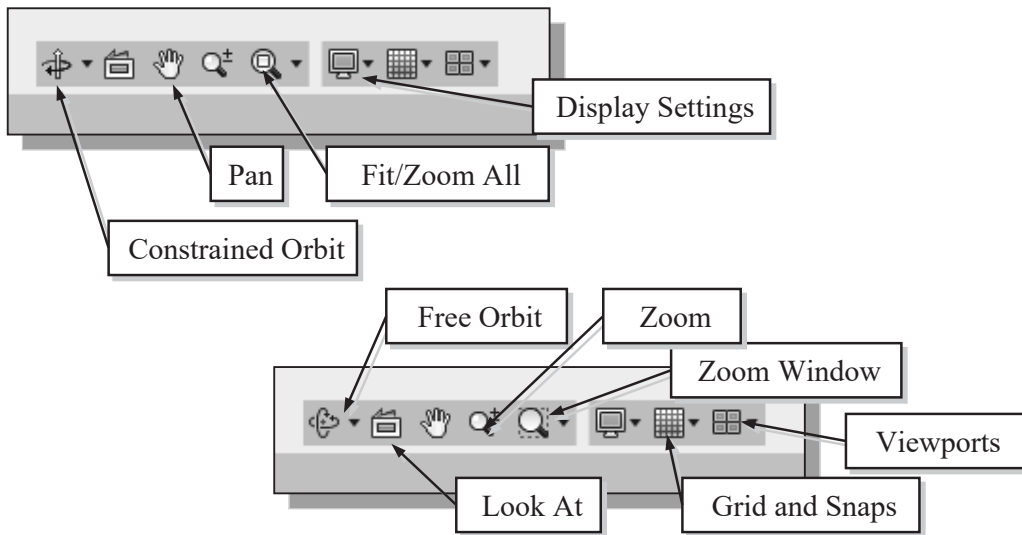 Display Settings
Pan
Fit/Zoom All
Constrained Orbit
Free Orbit
Zoom
Zoom Window
Viewports
Look At
Grid and Snaps